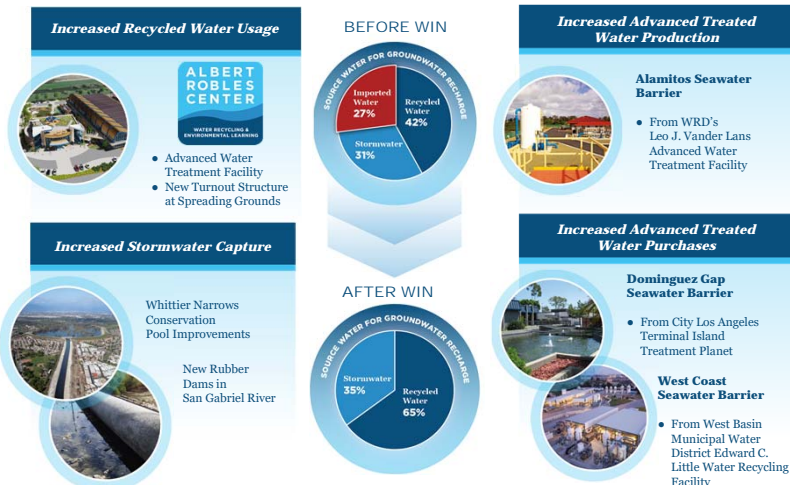 Increased Recycled Water Usage
ALBERT
ROBLES
CENTER
WATER RECYCLING &
ENVIRONMENTAL LEARNING
● Advanced Water
Treatment Facility
● New Turnout Structure
at Spreading Grounds
Increased Stormwater Capture
Whittier Narrows
Conservation
Pool Improvements
New Rubber
Dams in
San Gabriel River
BEFORE WIN
SOURCE WATER FOR GROUNDWATER RECHARGE
Imported
Water
27%
Recycled
Water
42%
Stormwater
31%
AFTER WIN
SOURCE WATER FOR GROUNDWATER RECHARGE
Stormwater
35%
Recycled
Water
65%
Increased Advanced Treated
Water Production
Alamitos Seawater
Barrier
● From WRD's
Leo J. Vander Lans
Advanced Water
Treatment Facility
Increased Advanced Treated
Water Purchases
Dominguez Gap
Seawater Barrier
● From City Los Angeles
Terminal Island
Treatment Planet
West Coast
Seawater Barrier
● From West Basin
Municipal Water
District Edward C.
Little Water Recycling
Facility